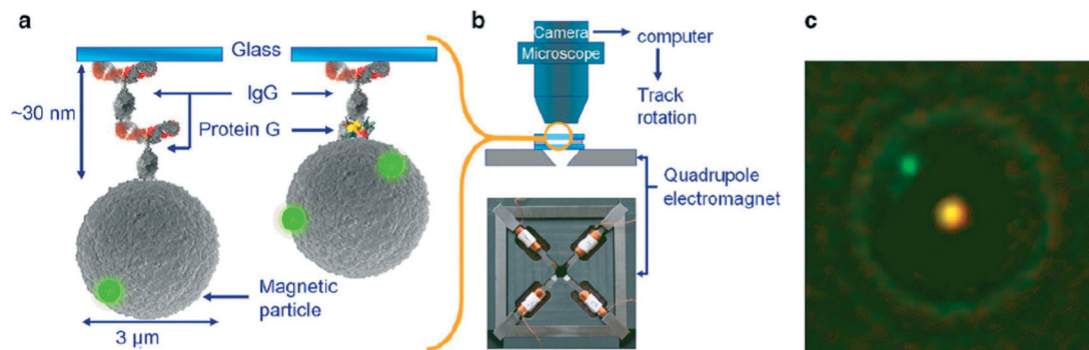 a
Glass
~30 nm
IgG
Protein G
Magnetic
particle
3 µm
b
Camera
Microscope
computer
Track
rotation
Quadrupole
electromagnet
c